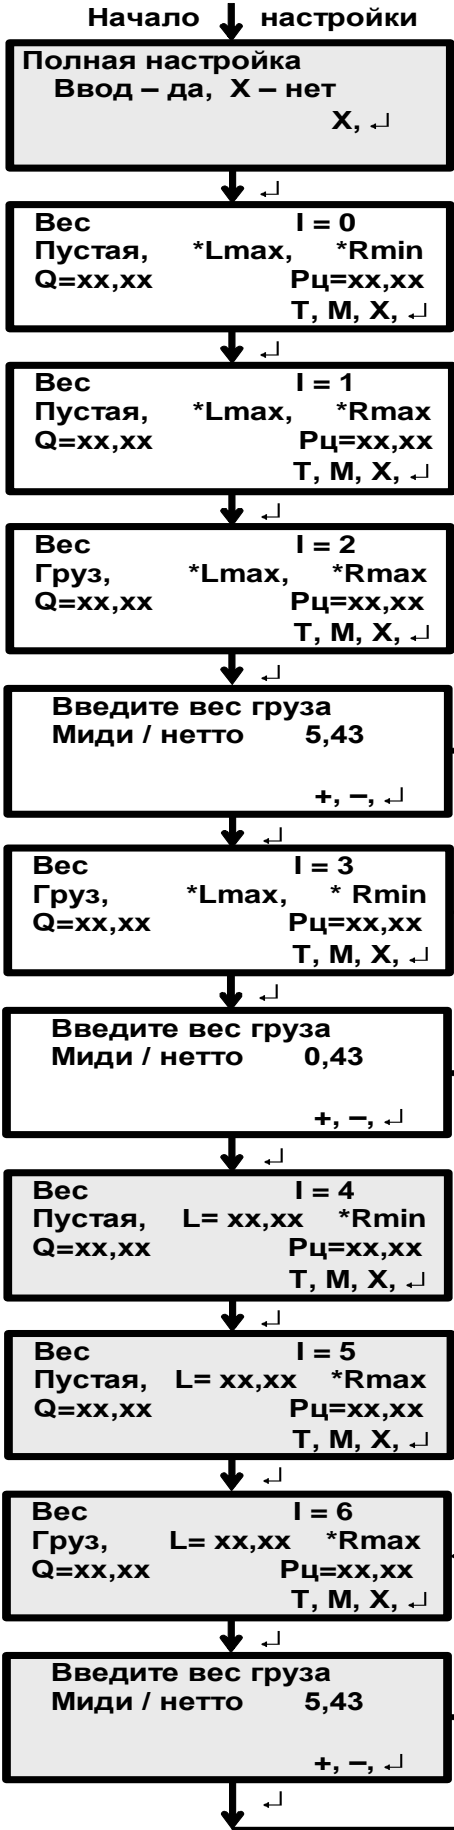 Начало настройки
Полная настройка
Ввод – да, X – нет
X, ↵
↵
Вес I = 0
Пустая, *Lmax, *Rmin
Q=xx,xx Рц=xx,xx
T, M, X, ↵
↵
Вес I = 1
Пустая, *Lmax, *Rmax
Q=xx,xx Рц=xx,xx
T, M, X, ↵
↵
Вес I = 2
Груз, *Lmax, *Rmax
Q=xx,xx Рц=xx,xx
T, M, X, ↵
↵
Введите вес груза
Миди / нетто 5,43
+, –, ↵
↵
Вес I = 3
Груз, *Lmax, * Rmin
Q=xx,xx Рц=xx,xx
T, M, X, ↵
↵
Введите вес груза
Миди / нетто 0,43
+, –, ↵
↵
Вес I = 4
Пустая, L= xx,xx *Rmin
Q=xx,xx Рц=xx,xx
T, M, X, ↵
↵
Вес I = 5
Пустая, L= xx,xx *Rmax
Q=xx,xx Рц=xx,xx
T, M, X, ↵
↵
Вес I = 6
Груз, L= xx,xx *Rmax
Q=xx,xx Рц=xx,xx
T, M, X, ↵
↵
Введите вес груза
Миди / нетто 5,43
+, –, ↵
↵